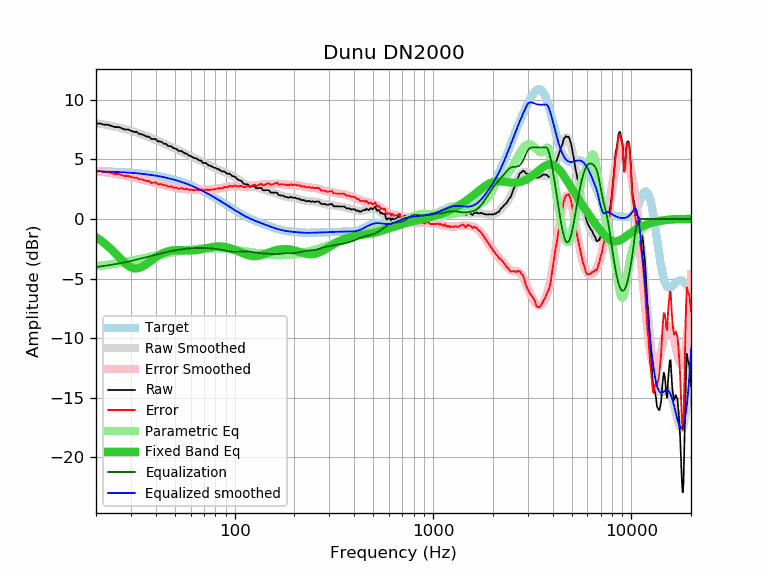 Dunu DN2000
10
5
0
−5
−10
−15
−20
Amplitude (dBr)
Target
Raw Smoothed
Error Smoothed
Raw
Error
Parametric Eq
Fixed Band Eq
Equalization
Equalized smoothed
100 1000 10000
Frequency (Hz)